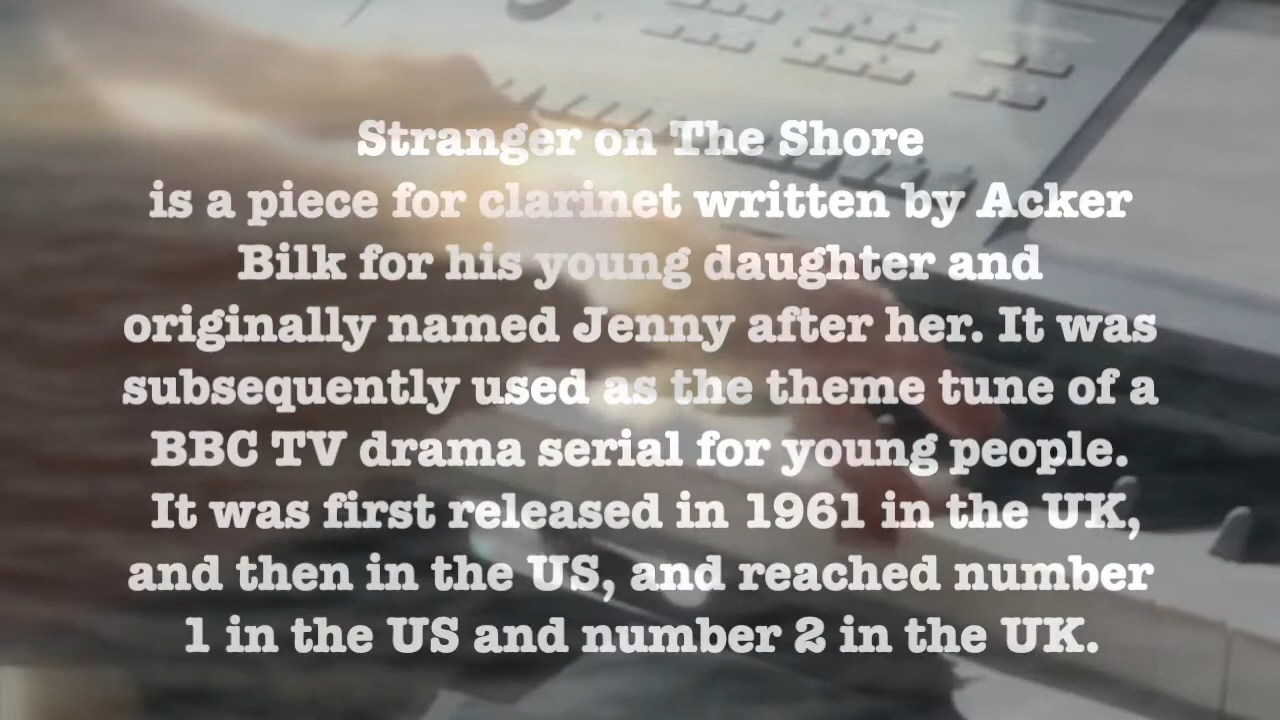 Stranger on The Shore
is a piece for clarinet written by Acker
Bilk for his young daughter and
originally named Jenny after her. It was
subsequently used as the theme tune of a
BBC TV drama serial for young people.
It was first released in 1961 in the UK,
and then in the US, and reached number
1 in the US and number 2 in the UK.